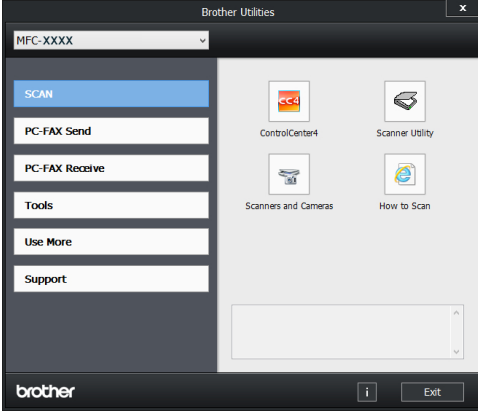 Brother Utilities
x
MFC-XXXX
SCAN
PC-FAX Send
PC-FAX Receive
Tools
Use More
Support
CC4
ControlCenter4
Scanner Utility
Scanners and Cameras
How to Scan
brother
i
Exit